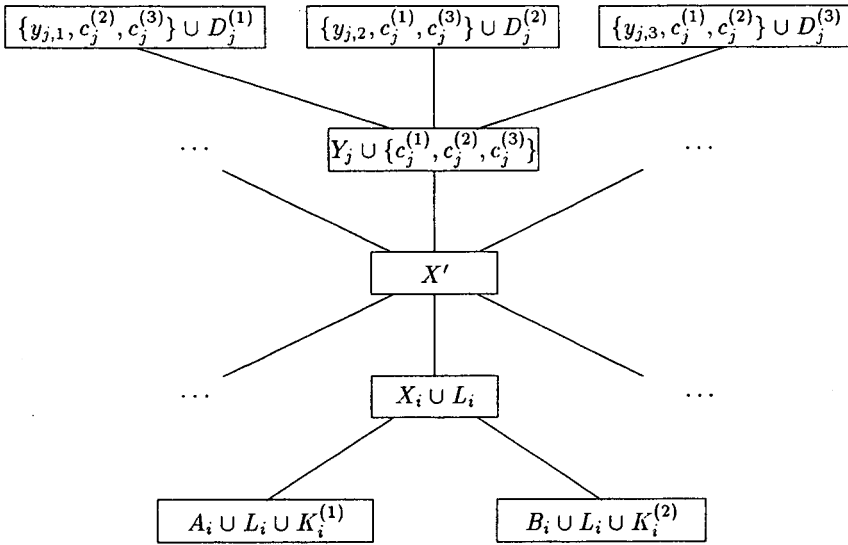 {y_{j,1}, c_j^{(2)}, c_j^{(3)}} ∪ D_j^{(1)} {y_{j,2}, c_j^{(1)}, c_j^{(3)}} ∪ D_j^{(2)} {y_{j,3}, c_j^{(1)}, c_j^{(2)}} ∪ D_j^{(3)}
··· Y_j ∪ {c_j^{(1)}, c_j^{(2)}, c_j^{(3)}} ···
X′
··· X_i ∪ L_i ···
A_i ∪ L_i ∪ K_i^{(1)} B_i ∪ L_i ∪ K_i^{(2)}